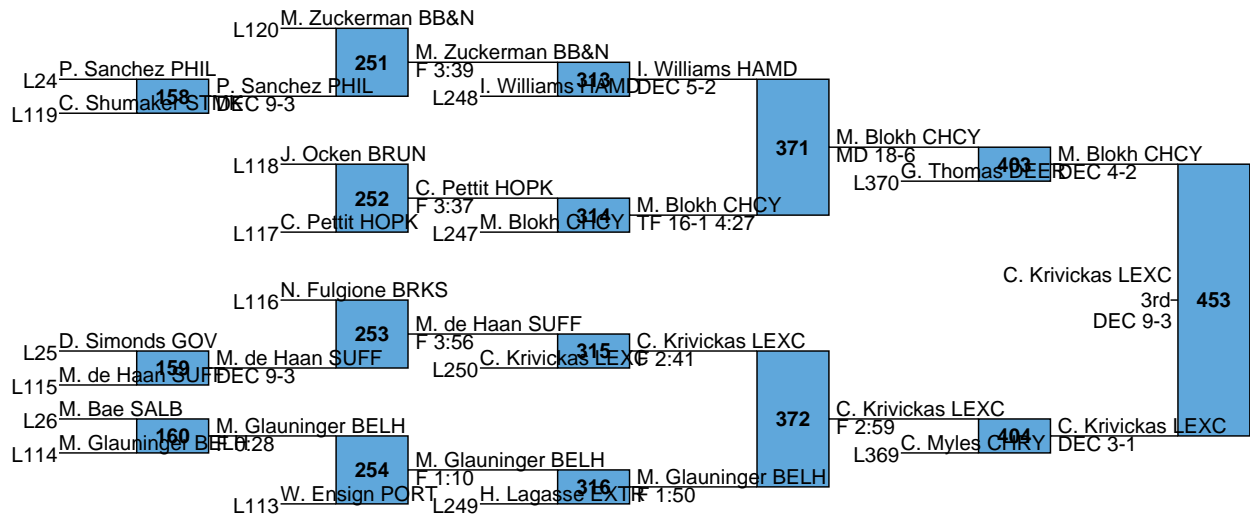 L120
M. Zuckerman BB&N
251
M. Zuckerman BB&N
F 3:39
L24
P. Sanchez PHIL
158
L119
C. Shumaker STMK
P. Sanchez PHIL
DEC 9-3
313
L248
I. Williams HAMD
I. Williams HAMD
DEC 5-2
371
M. Blokh CHCY
MD 18-6
L118
J. Ocken BRUN
252
C. Pettit HOPK
F 3:37
L117
C. Pettit HOPK
314
L247
M. Blokh CHCY
M. Blokh CHCY
TF 16-1 4:27
403
L370
G. Thomas DEER
M. Blokh CHCY
DEC 4-2
453
C. Krivickas LEXC
3rd
DEC 9-3
L116
N. Fulgione BRKS
253
M. de Haan SUFF
F 3:56
L25
D. Simonds GOV
159
L115
M. de Haan SUFF
M. de Haan SUFF
DEC 9-3
315
L250
C. Krivickas LEXC
C. Krivickas LEXC
F 2:41
372
C. Krivickas LEXC
F 2:59
L26
M. Bae SALB
160
L114
M. Glauninger BELH
M. Glauninger BELH
F 0:28
254
M. Glauninger BELH
F 1:10
L113
W. Ensign PORT
316
L249
H. Lagasse EXTR
M. Glauninger BELH
F 1:50
404
L369
C. Myles CHRY
C. Krivickas LEXC
DEC 3-1